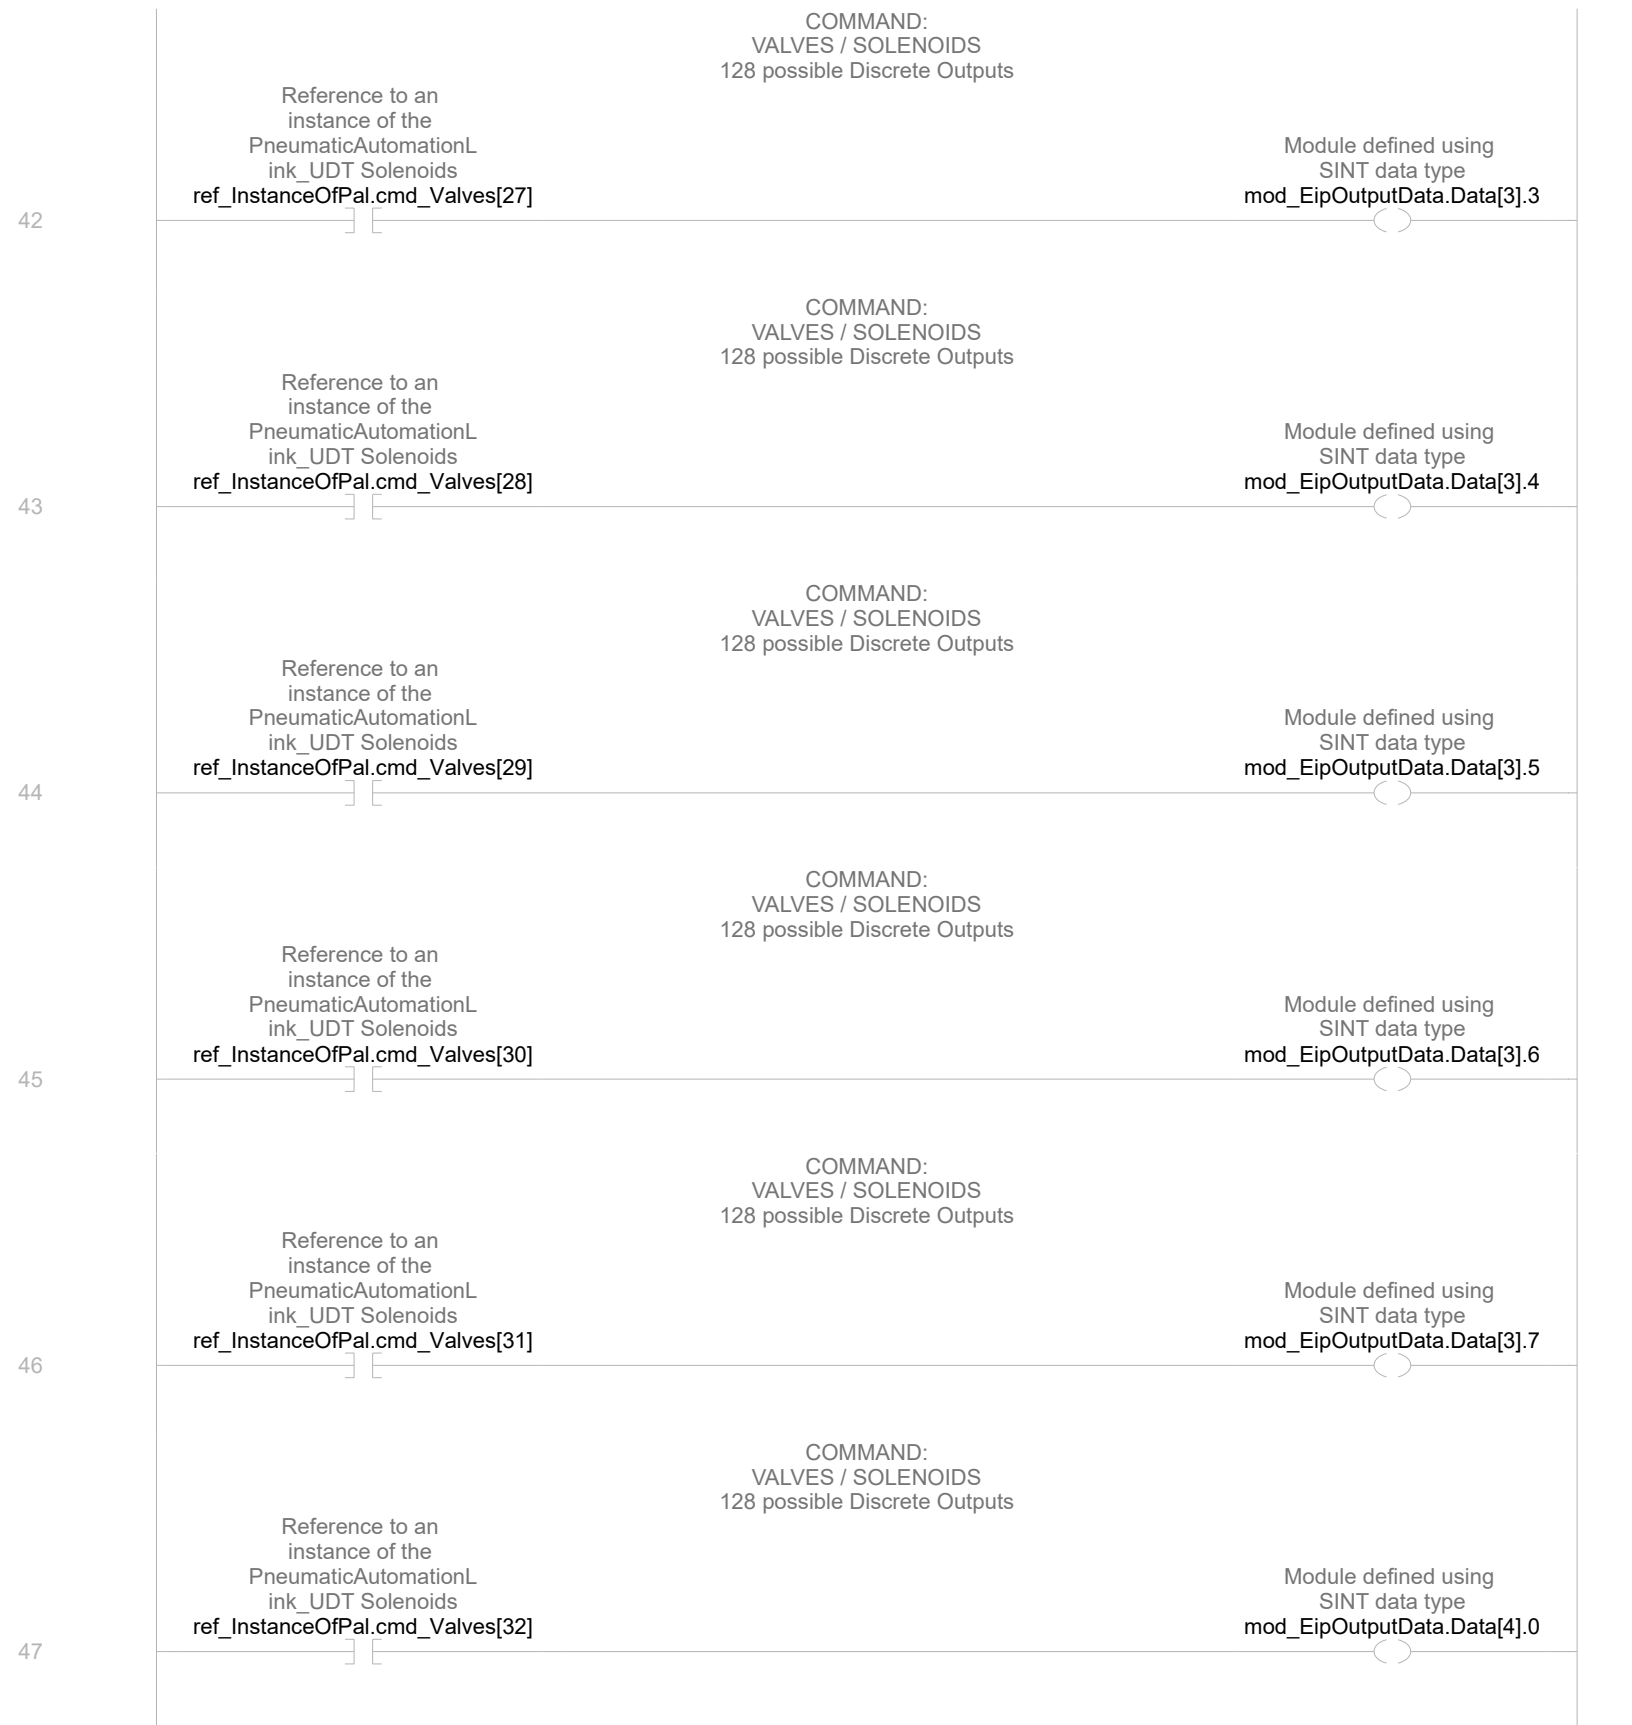 COMMAND:
VALVES / SOLENOIDS
128 possible Discrete Outputs
Reference to an
instance of the
PneumaticAutomationL
ink_UDT Solenoids
ref_InstanceOfPal.cmd_Valves[27]
Module defined using
SINT data type
mod_EipOutputData.Data[3].3
42
COMMAND:
VALVES / SOLENOIDS
128 possible Discrete Outputs
Reference to an
instance of the
PneumaticAutomationL
ink_UDT Solenoids
ref_InstanceOfPal.cmd_Valves[28]
Module defined using
SINT data type
mod_EipOutputData.Data[3].4
43
COMMAND:
VALVES / SOLENOIDS
128 possible Discrete Outputs
Reference to an
instance of the
PneumaticAutomationL
ink_UDT Solenoids
ref_InstanceOfPal.cmd_Valves[29]
Module defined using
SINT data type
mod_EipOutputData.Data[3].5
44
COMMAND:
VALVES / SOLENOIDS
128 possible Discrete Outputs
Reference to an
instance of the
PneumaticAutomationL
ink_UDT Solenoids
ref_InstanceOfPal.cmd_Valves[30]
Module defined using
SINT data type
mod_EipOutputData.Data[3].6
45
COMMAND:
VALVES / SOLENOIDS
128 possible Discrete Outputs
Reference to an
instance of the
PneumaticAutomationL
ink_UDT Solenoids
ref_InstanceOfPal.cmd_Valves[31]
Module defined using
SINT data type
mod_EipOutputData.Data[3].7
46
COMMAND:
VALVES / SOLENOIDS
128 possible Discrete Outputs
Reference to an
instance of the
PneumaticAutomationL
ink_UDT Solenoids
ref_InstanceOfPal.cmd_Valves[32]
Module defined using
SINT data type
mod_EipOutputData.Data[4].0
47